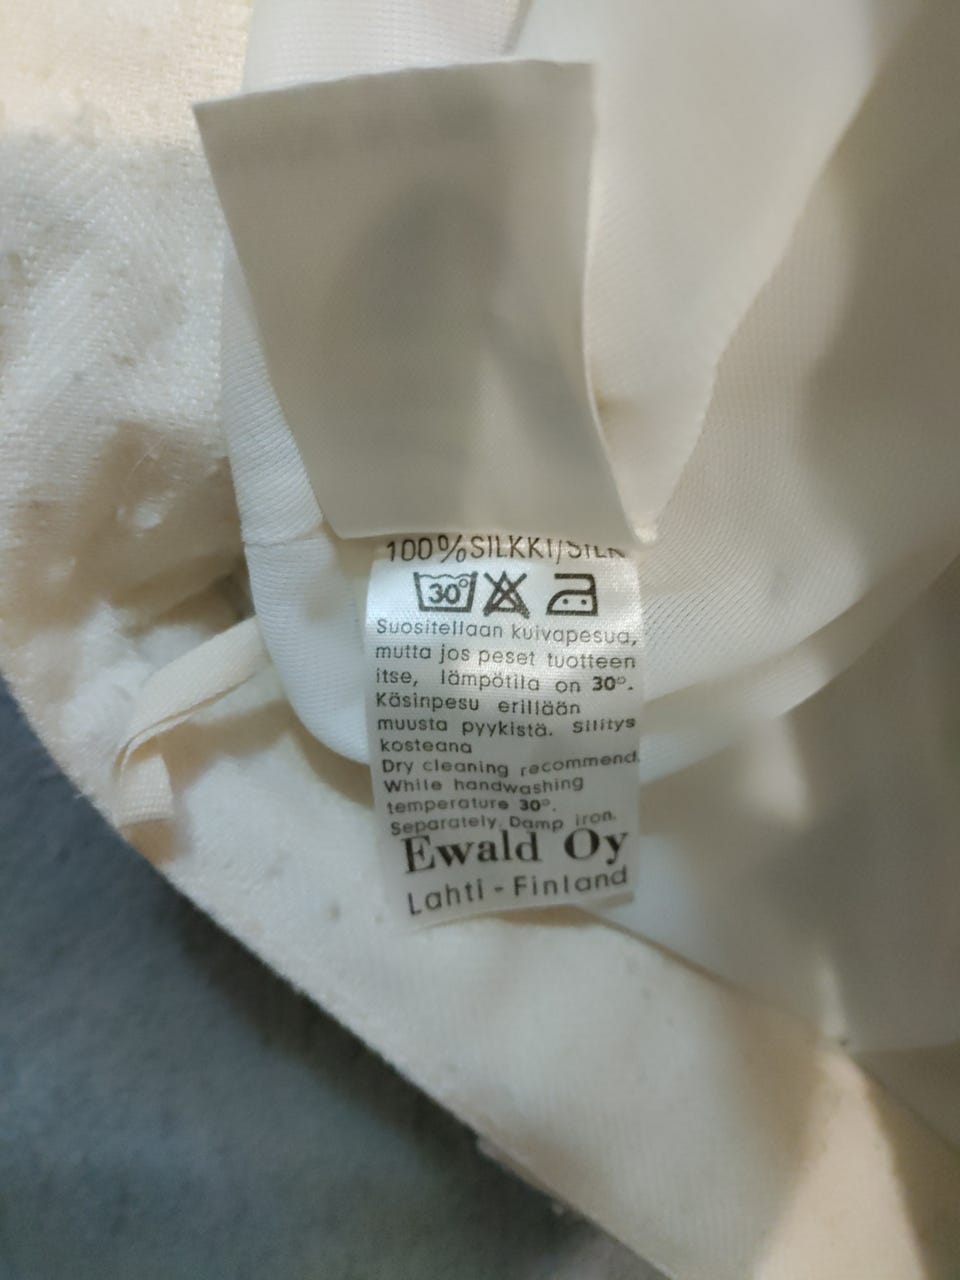 100%SILKKI/SILK
30°
Suositellaan kuivapesua,
mutta jos peset tuotteen
itse, lämpötila on 30°.
Käsinpesu erillään
muusta pyykistä. Silitys
kosteana
Dry cleaning recommend.
While handwashing
temperature 30°.
Separately. Damp iron.
Ewald Oy
Lahti - Finland